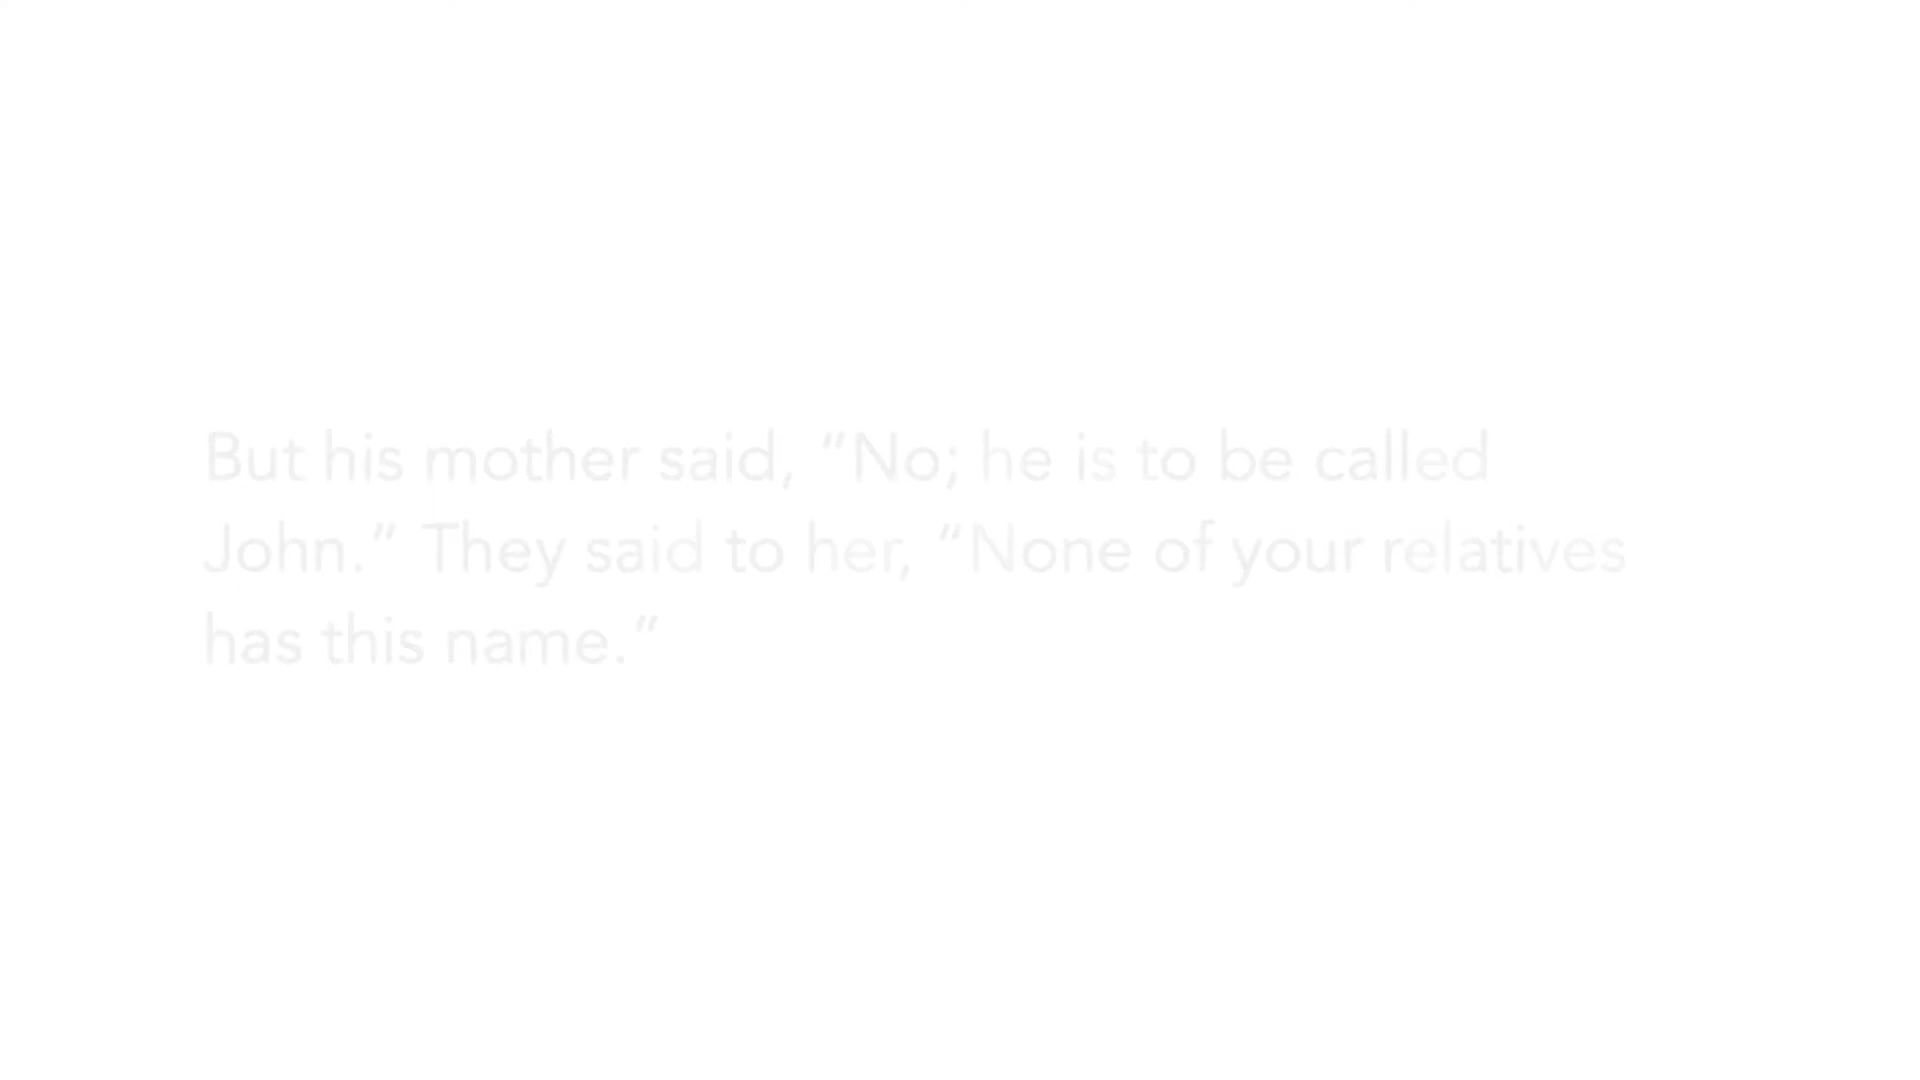 But his mother said, “No; he is to be called
John.” They said to her, “None of your relatives
has this name.”